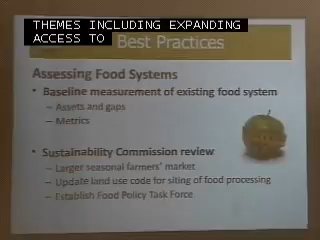 THEMES INCLUDING EXPANDING
ACCESS TO
Best Practices
Assessing Food Systems
• Baseline measurement of existing food system
– Assets and gaps
– Metrics
• Sustainability Commission review
– Larger seasonal farmers' market
– Update land use code for siting of food processing
– Establish Food Policy Task Force